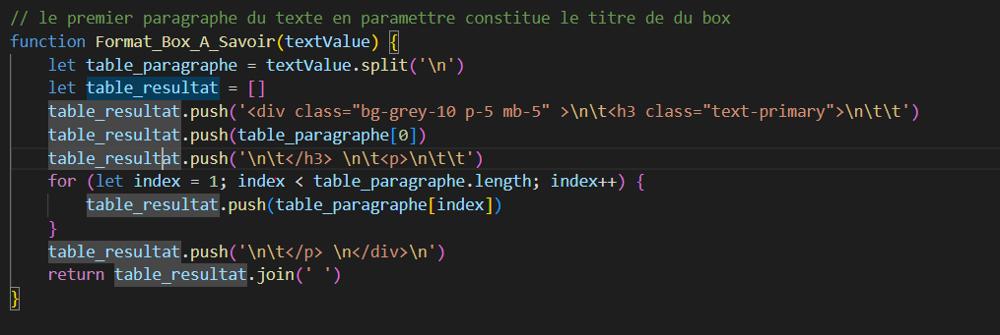 // le premier paragraphe du texte en paramettre constitue le titre de du box
function Format_Box_A_Savoir(textValue) {
let table_paragraphe = textValue.split('\n')
let table_resultat = []
table_resultat.push('<div class="bg-grey-10 p-5 mb-5" >\n\t<h3 class="text-primary">\n\t\t')
table_resultat.push(table_paragraphe[0])
table_resultat.push('\n\t</h3> \n\t<p>\n\t\t')
for (let index = 1; index < table_paragraphe.length; index++) {
table_resultat.push(table_paragraphe[index])
}
table_resultat.push('\n\t</p> \n</div>\n')
return table_resultat.join(' ')
}